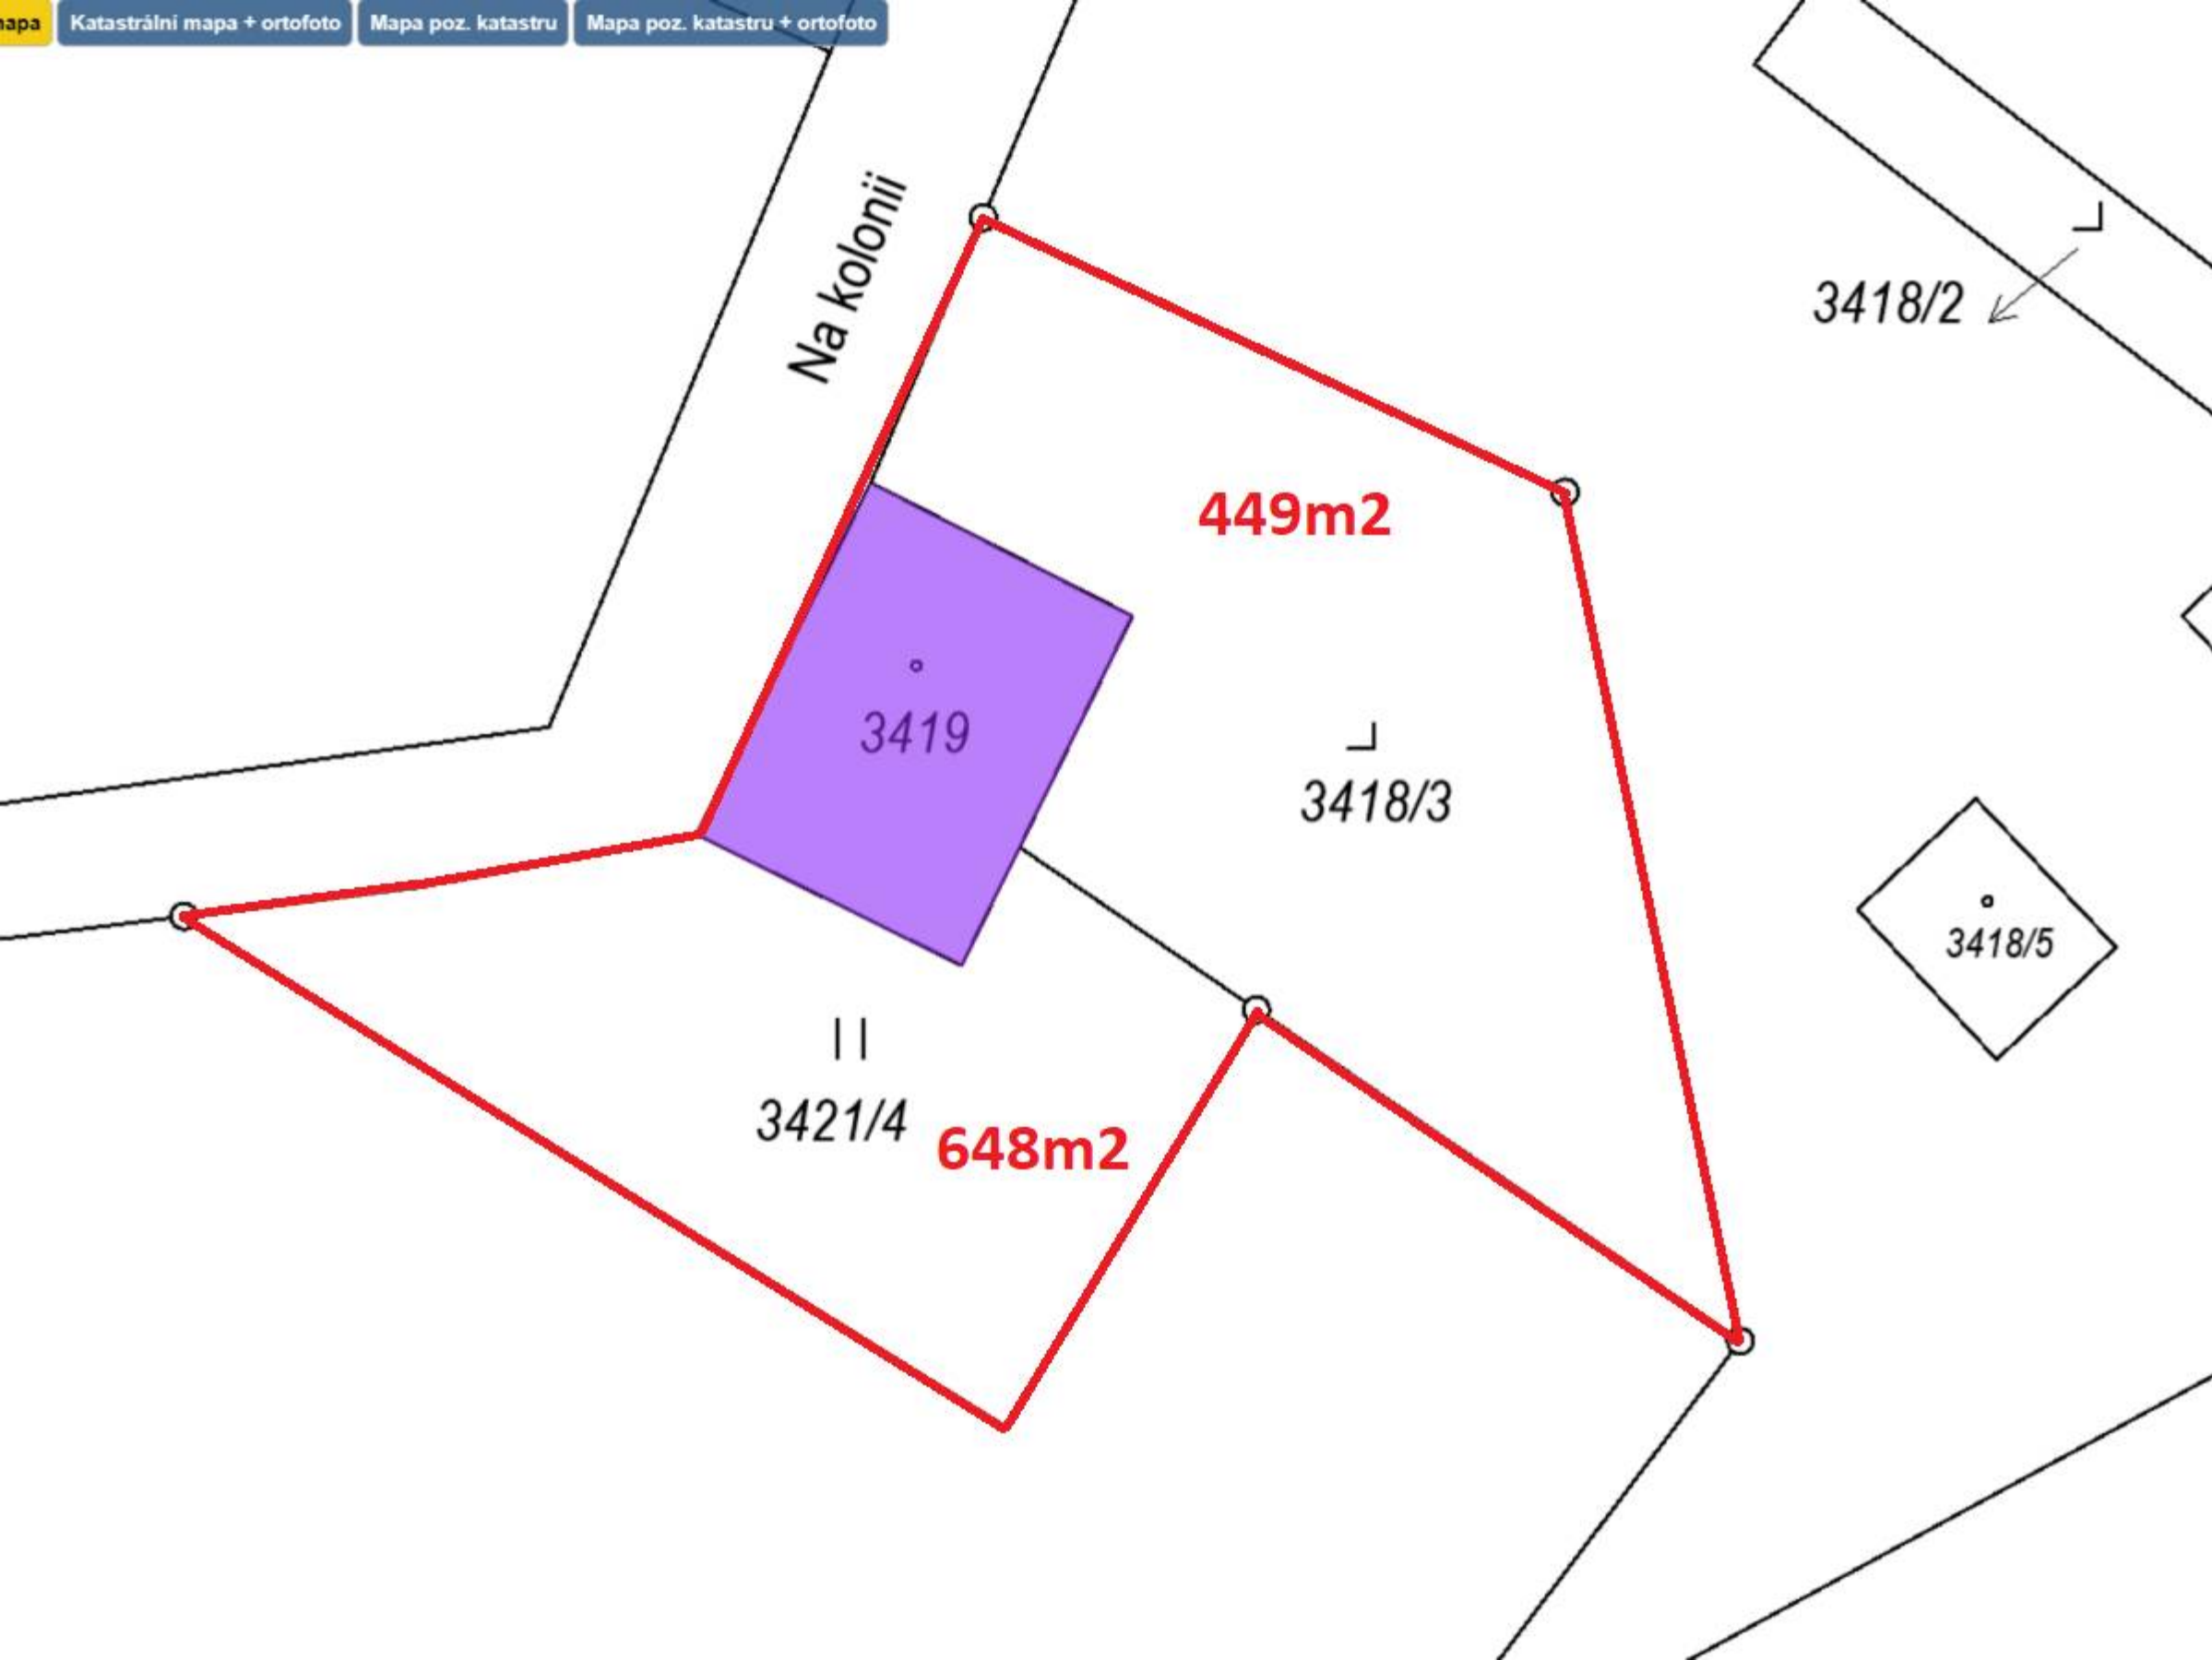 Katastrální mapa + ortofoto
Mapa poz. katastru
Mapa poz. katastru + ortofoto
Na kolonii
3418/2
449m2
3419
3418/3
3418/5
3421/4
648m2